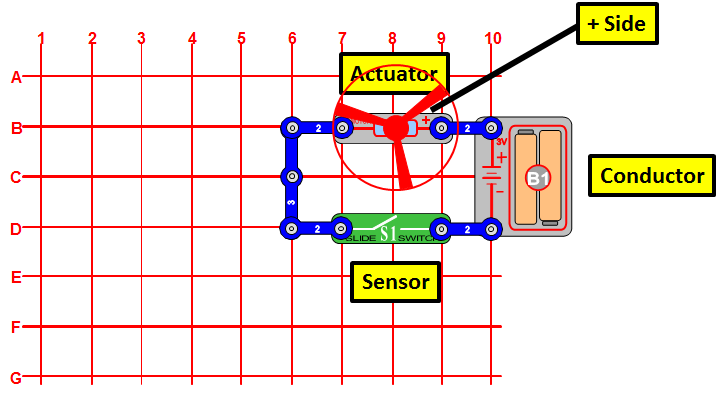 + Side
1 2 3 4 5 6 7 8 9 10
Actuator
A
B 2 + 2
3V
+
C B1 Conductor
-
3
D 2 S1 2
SLIDE SWITCH
E
Sensor
F
G